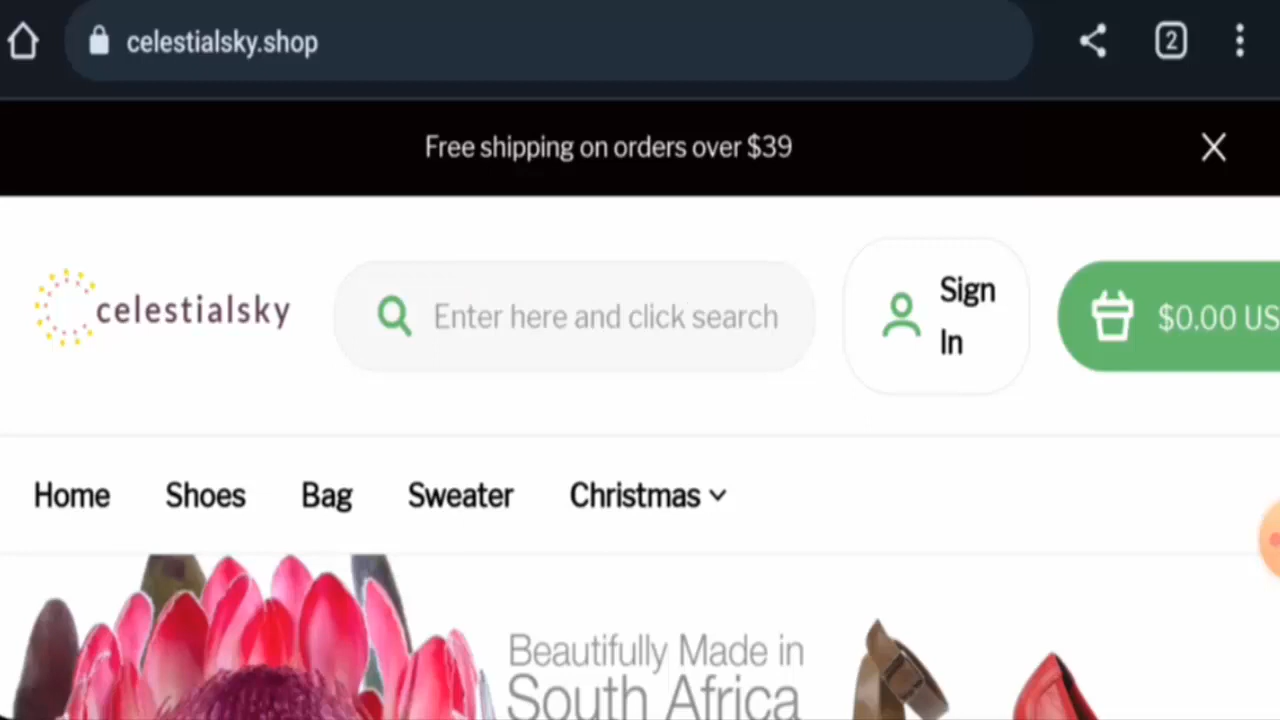 celestialsky.shop
2
Free shipping on orders over $39
celestialsky
Enter here and click search
Sign
In
$0.00 US
Home
Shoes
Bag
Sweater
Christmas
Beautifully Made in
South Africa